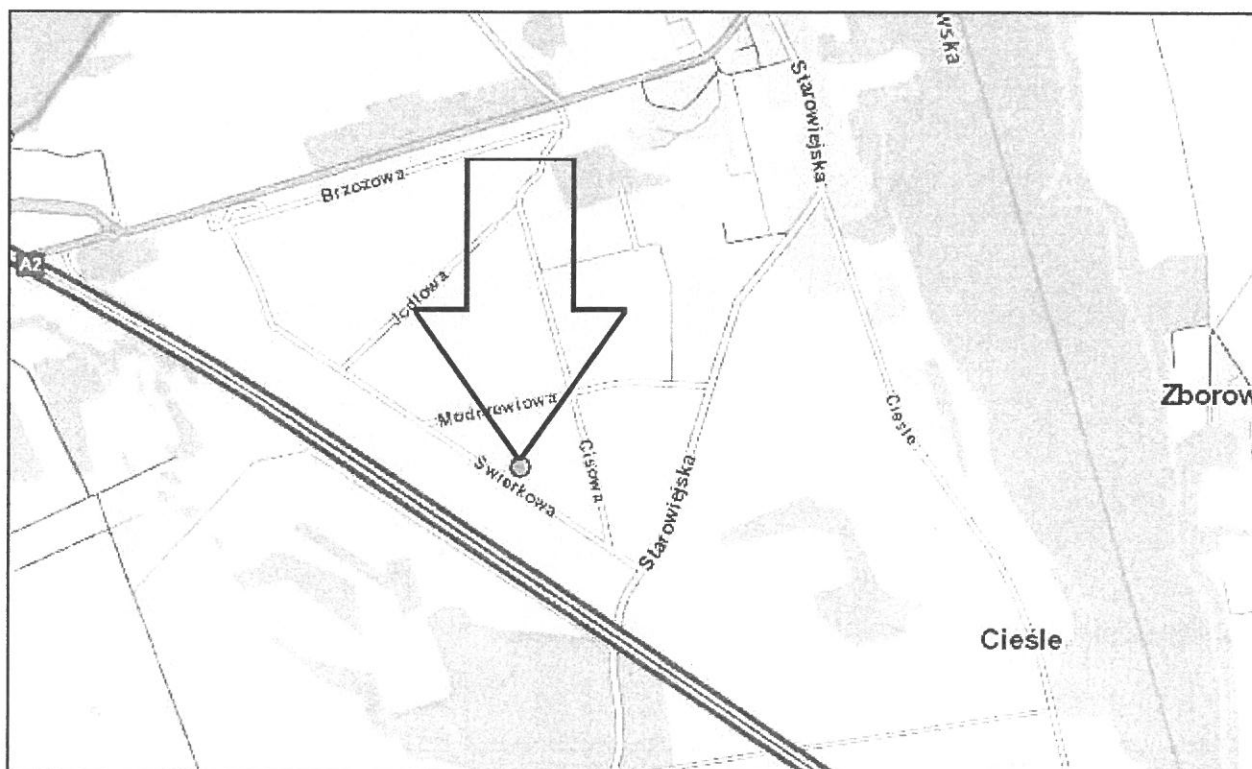 wska
Starowiejska
Brzozowa
A2
Jodłowa
Zborow
Modrzewiowa
Cieśle
Cisowa
Świerkowa
Starowiejska
Cieśle